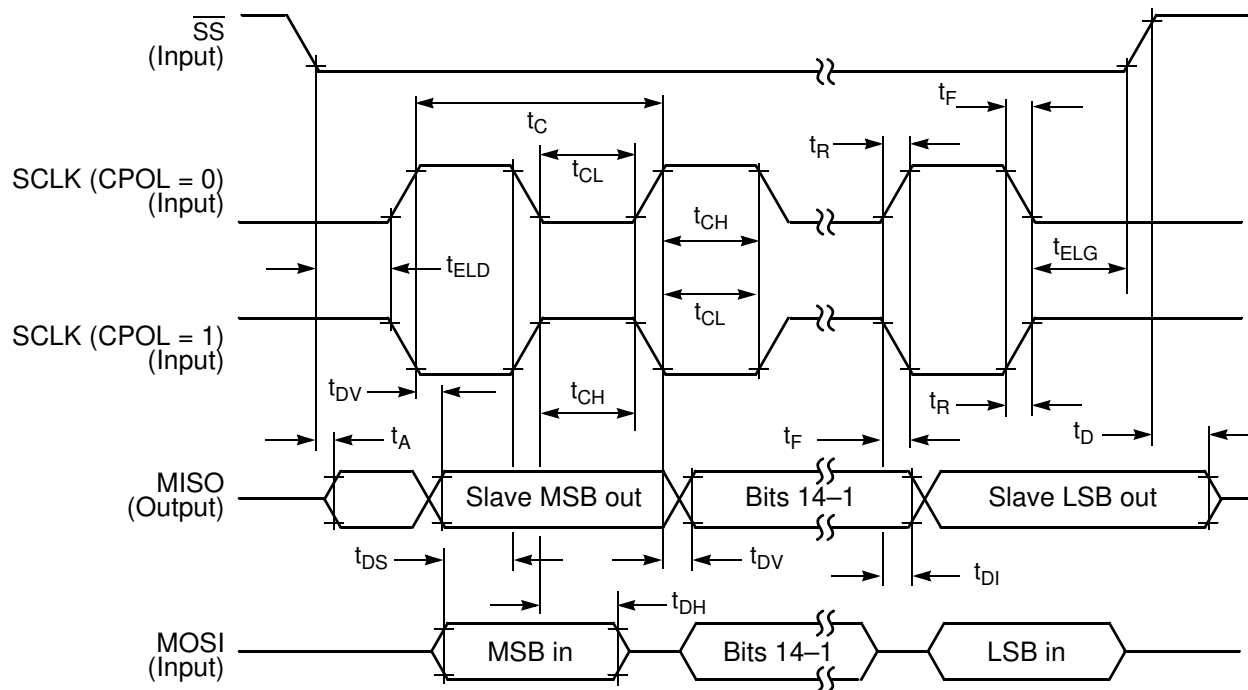 SS
(Input)
t_F
t_C
t_R
t_CL
SCLK (CPOL = 0)
(Input)
t_CH
t_ELD
t_ELG
t_CL
SCLK (CPOL = 1)
(Input)
t_DV
t_CH
t_R
t_A
t_F
t_D
MISO
(Output)
Slave MSB out
Bits 14–1
Slave LSB out
t_DS
t_DV
t_DI
t_DH
MOSI
(Input)
MSB in
Bits 14–1
LSB in